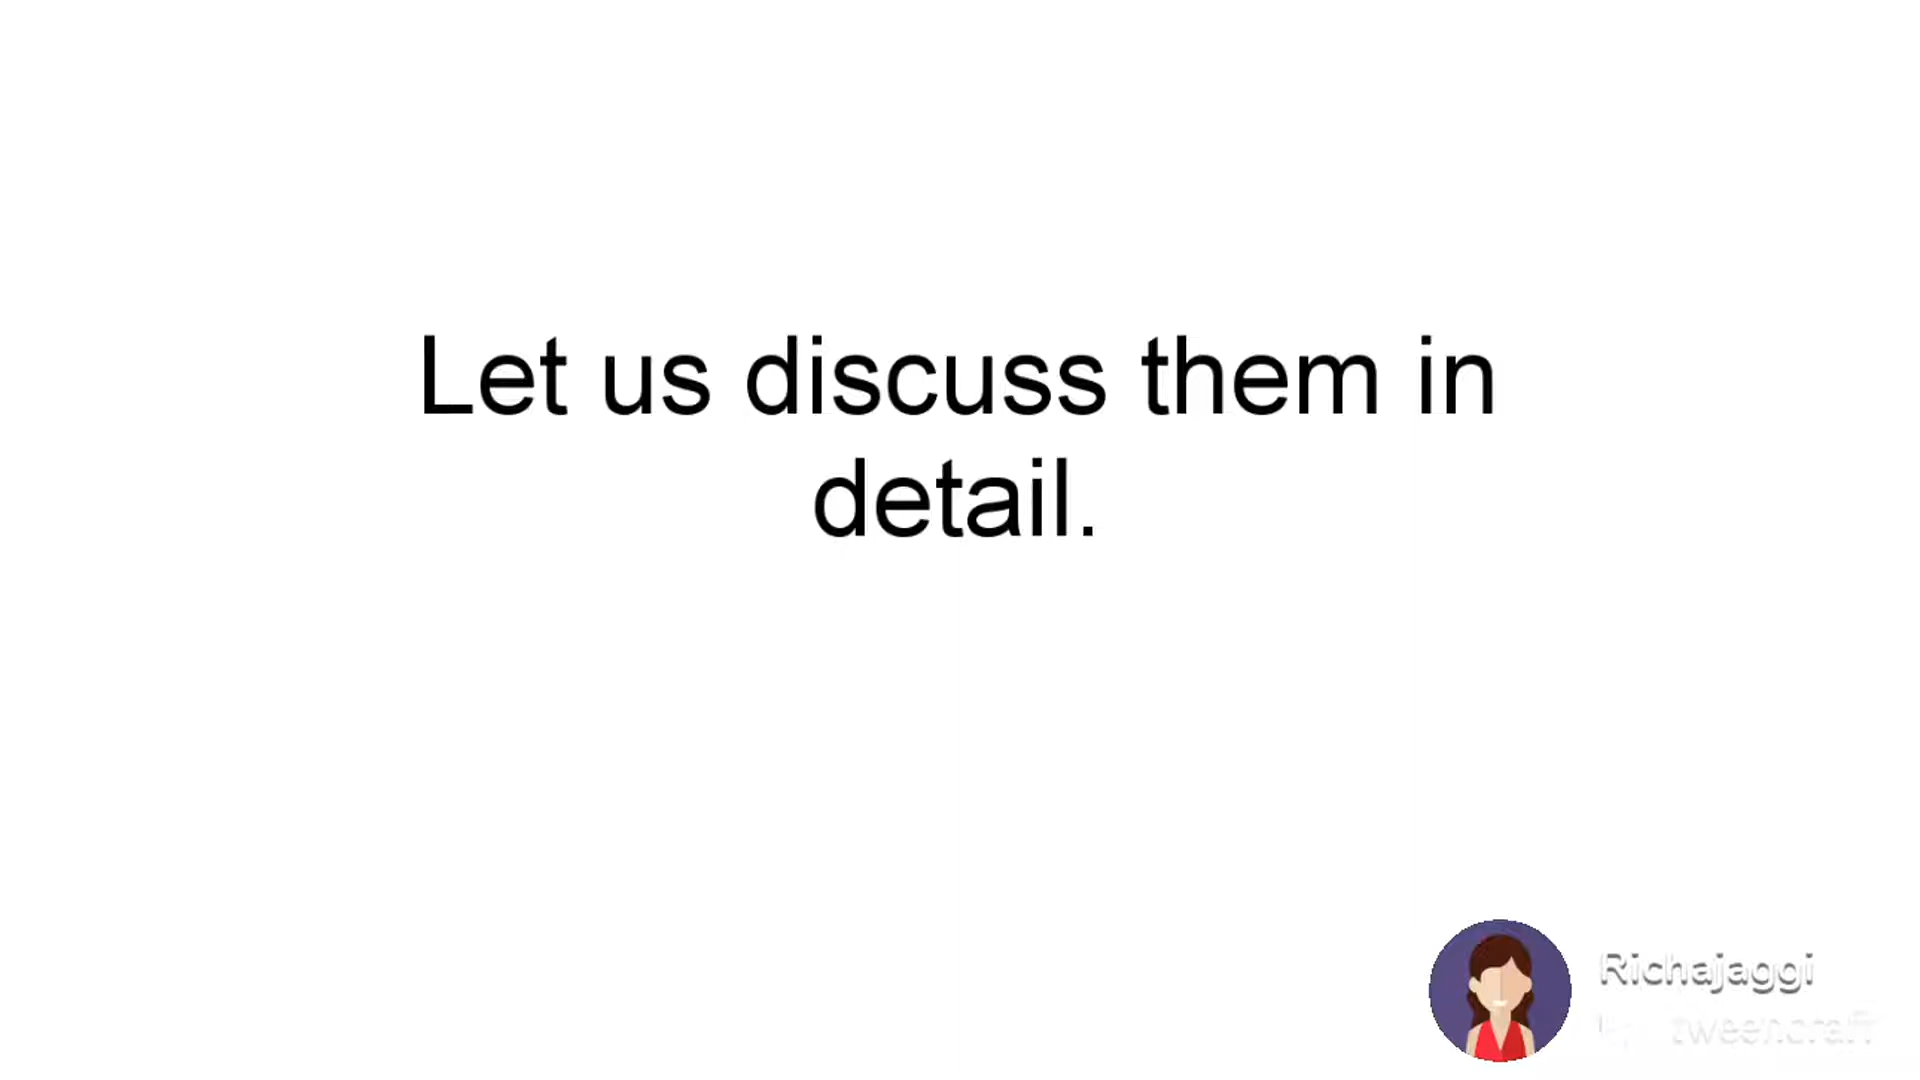 Let us discuss them in
detail.
Richajaggi
tweencraft